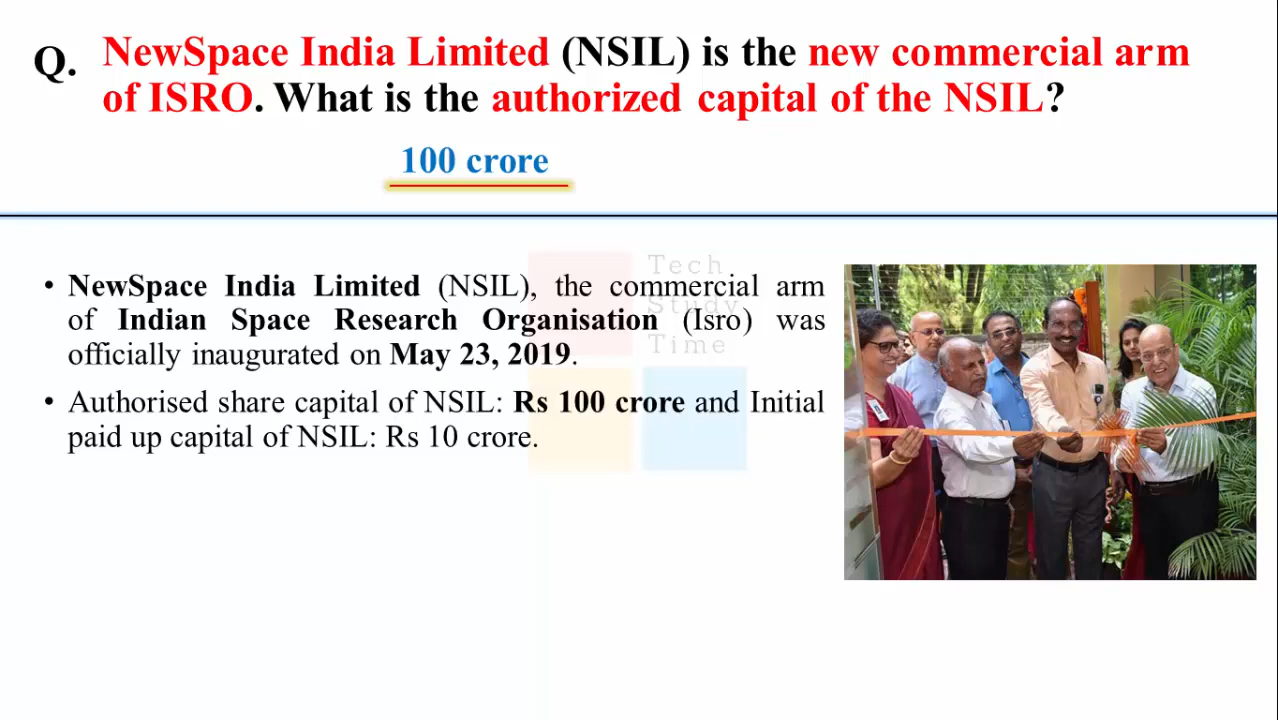 Q. NewSpace India Limited (NSIL) is the new commercial arm
of ISRO. What is the authorized capital of the NSIL?
100 crore
• NewSpace India Limited (NSIL), the commercial arm
of Indian Space Research Organisation (Isro) was
officially inaugurated on May 23, 2019.
• Authorised share capital of NSIL: Rs 100 crore and Initial
paid up capital of NSIL: Rs 10 crore.
Tech
Study
Time